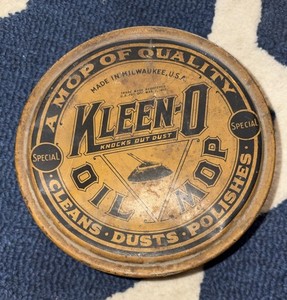 A MOP OF QUALITY
MADE IN MILWAUKEE, U.S.A.
KLEEN-O
KNOCKS OUT DUST
SPECIAL
SPECIAL
OIL MOP
· CLEANS · DUSTS · POLISHES ·